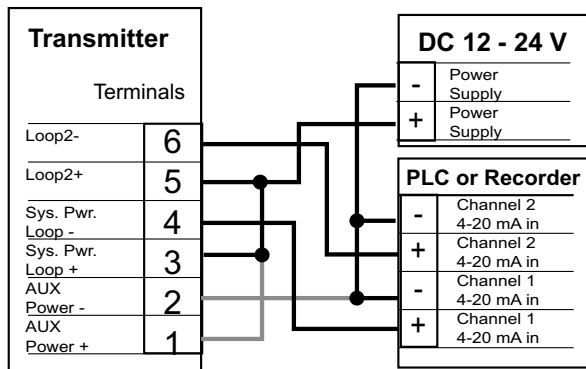 Transmitter
Terminals
Loop2-
6
Loop2+
5
Sys. Pwr.
Loop -
4
Sys. Pwr.
Loop +
3
AUX
Power -
2
AUX
Power +
1
DC 12 - 24 V
-
Power
Supply
+
Power
Supply
PLC or Recorder
-
Channel 2
4-20 mA in
+
Channel 2
4-20 mA in
-
Channel 1
4-20 mA in
+
Channel 1
4-20 mA in